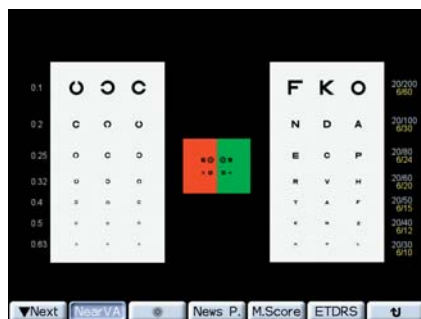 0.1 F K O 20/200
6/60
0.2 N D A 20/100
6/30
0.25 E C P 20/80
6/24
0.32 R V H 20/60
6/20
0.4 20/50
6/15
0.5 20/40
6/12
0.63 20/30
6/10
▼Next NearVA News P. M.Score ETDRS